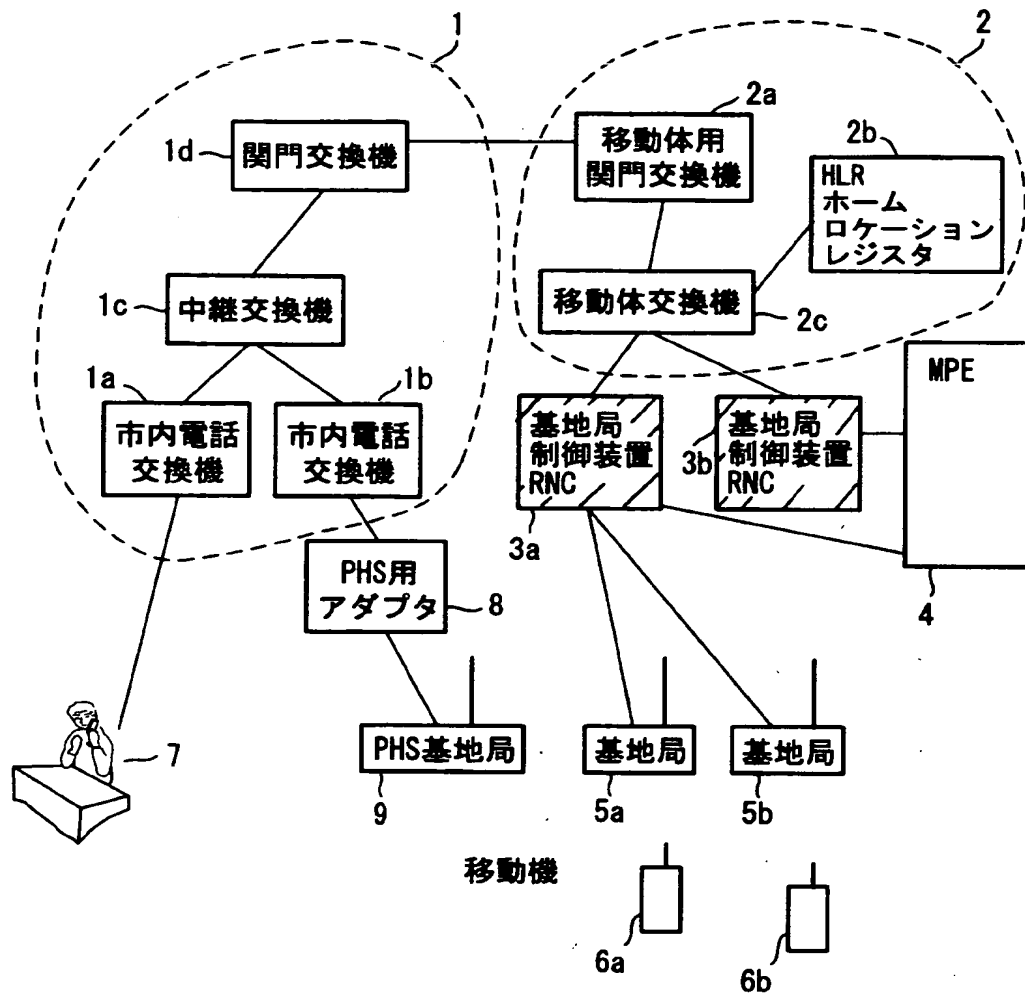 1
2
2a
1d
関門交換機
移動体用
関門交換機
2b
HLR
ホーム
ロケーション
レジスタ
1c
中継交換機
移動体交換機
2c
1a
1b
市内電話
交換機
市内電話
交換機
基地局
制御装置
RNC
3a
3b
基地局
制御装置
RNC
MPE
4
PHS用
アダプタ
8
7
PHS基地局
9
基地局
5a
基地局
5b
移動機
6a
6b